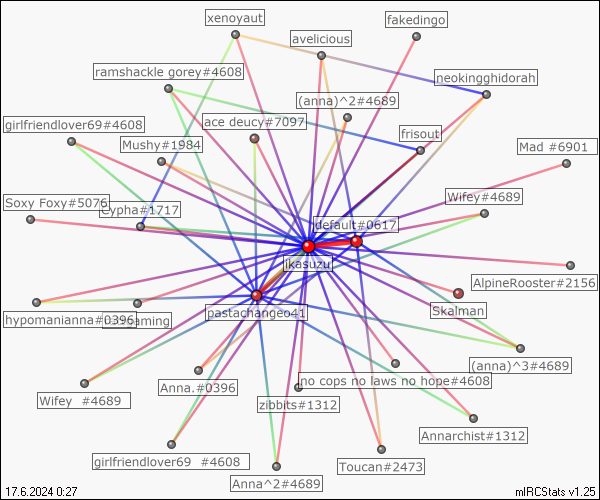 xenoyaut
fakedingo
avelicious
ramshackle gorey#4608
neokingghidorah
(anna)^2#4689
girlfriendlover69#4608
ace deucy#7097
frisout
Mushy#1984
Mad #6901
Soxy Foxy#5076
Cypha#1717
Wifey#4689
default#0617
ikasuzu
AlpineRooster#2156
Skalman
pastachangeo41
hypomanianna#0396
(anna)^3#4689
no cops no laws no hope#4608
Anna.#0396
Wifey #4689
zibbits#1312
Annarchist#1312
girlfriendlover69 #4608
Toucan#2473
Anna^2#4689
17.6.2024 0:27
mIRCStats v1.25